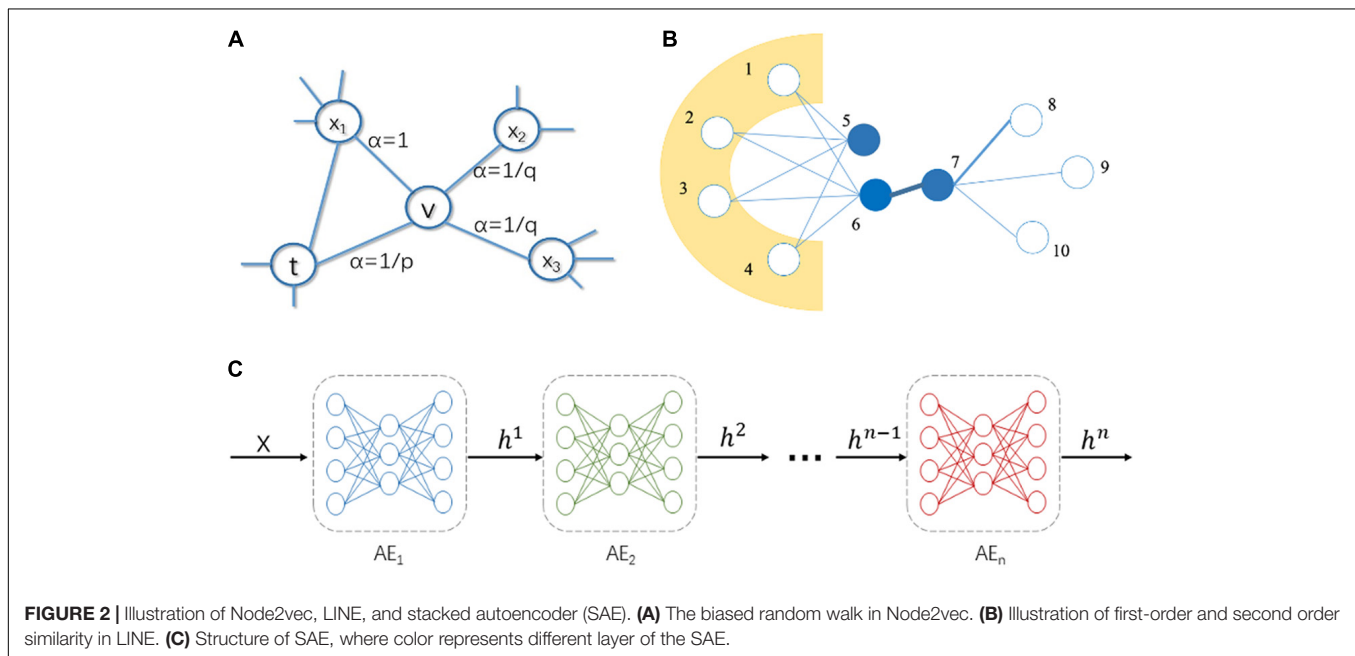 A
x₁
α=1
x₂
α=1/q
V
α=1/q
t
α=1/p
x₃
B
1
2
3
4
5
6
7
8
9
10
C
X
h¹
h²
...
hⁿ⁻¹
hⁿ
AE₁
AE₂
AEₙ
FIGURE 2 | Illustration of Node2vec, LINE, and stacked autoencoder (SAE). (A) The biased random walk in Node2vec. (B) Illustration of first-order and second order
similarity in LINE. (C) Structure of SAE, where color represents different layer of the SAE.